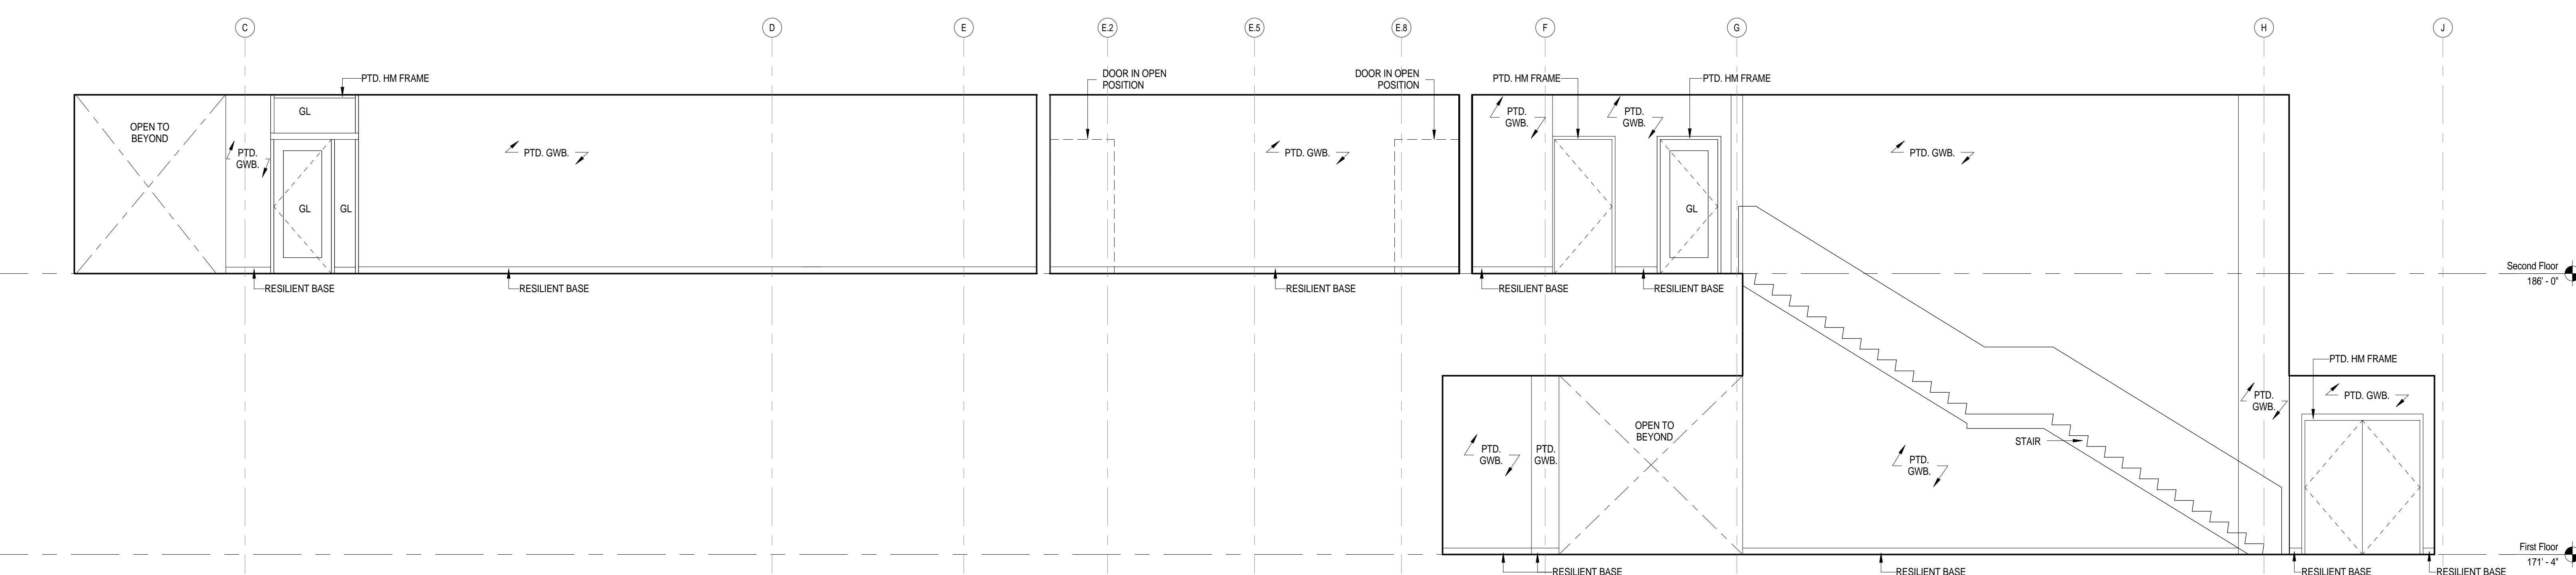 C
D
E
E.2
E.5
E.8
F
G
H
J
PTD. HM FRAME
DOOR IN OPEN
POSITION
DOOR IN OPEN
POSITION
PTD. HM FRAME
PTD. HM FRAME
OPEN TO
BEYOND
GL
PTD.
GWB.
GL
GL
PTD. GWB.
PTD. GWB.
PTD.
GWB.
PTD.
GWB.
GL
PTD. GWB.
RESILIENT BASE
RESILIENT BASE
RESILIENT BASE
RESILIENT BASE
RESILIENT BASE
Second Floor
186' - 0"
PTD. HM FRAME
PTD.
GWB.
PTD. GWB.
PTD.
GWB.
PTD.
GWB.
OPEN TO
BEYOND
STAIR
PTD.
GWB.
First Floor
171' - 4"
RESILIENT BASE
RESILIENT BASE
RESILIENT BASE
RESILIENT BASE